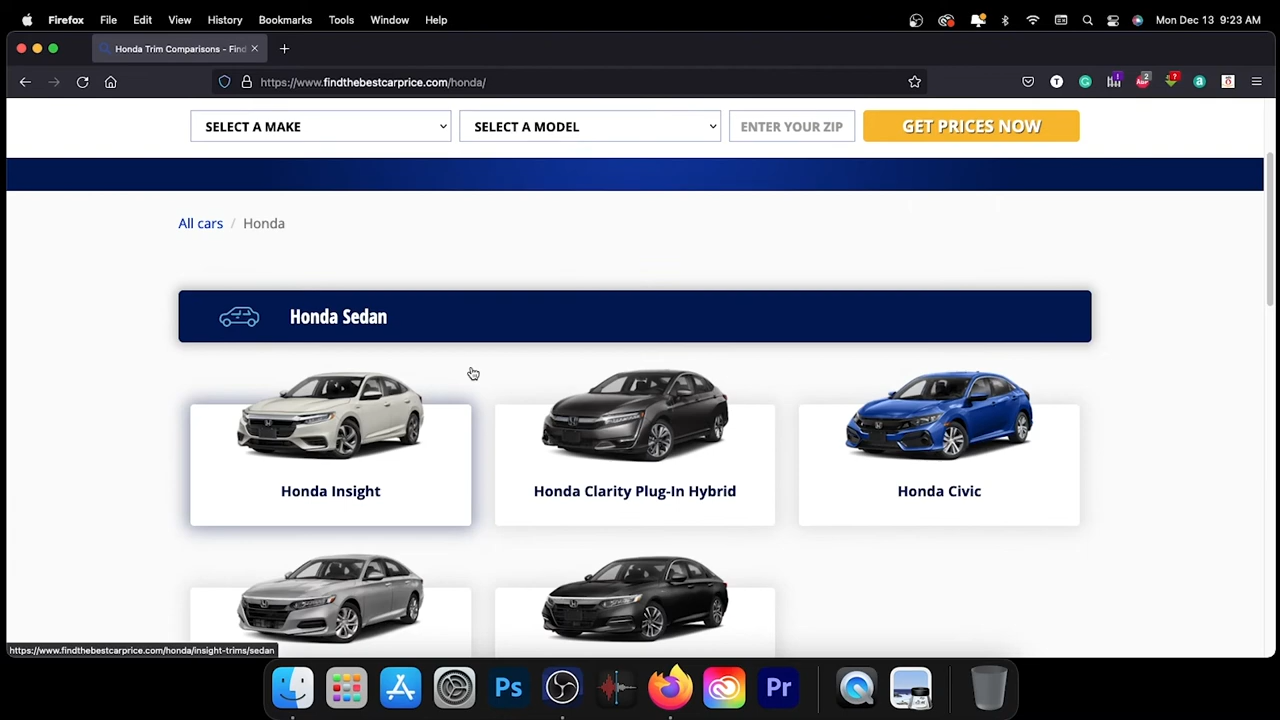 Firefox File Edit View History Bookmarks Tools Window Help Mon Dec 13 9:23 AM
Honda Trim Comparisons - Find
https://www.findthebestcarprice.com/honda/
SELECT A MAKE SELECT A MODEL ENTER YOUR ZIP GET PRICES NOW
All cars / Honda
Honda Sedan
Honda Insight Honda Clarity Plug-In Hybrid Honda Civic
https://www.findthebestcarprice.com/honda/insight-trims/sedan
Ps Pr